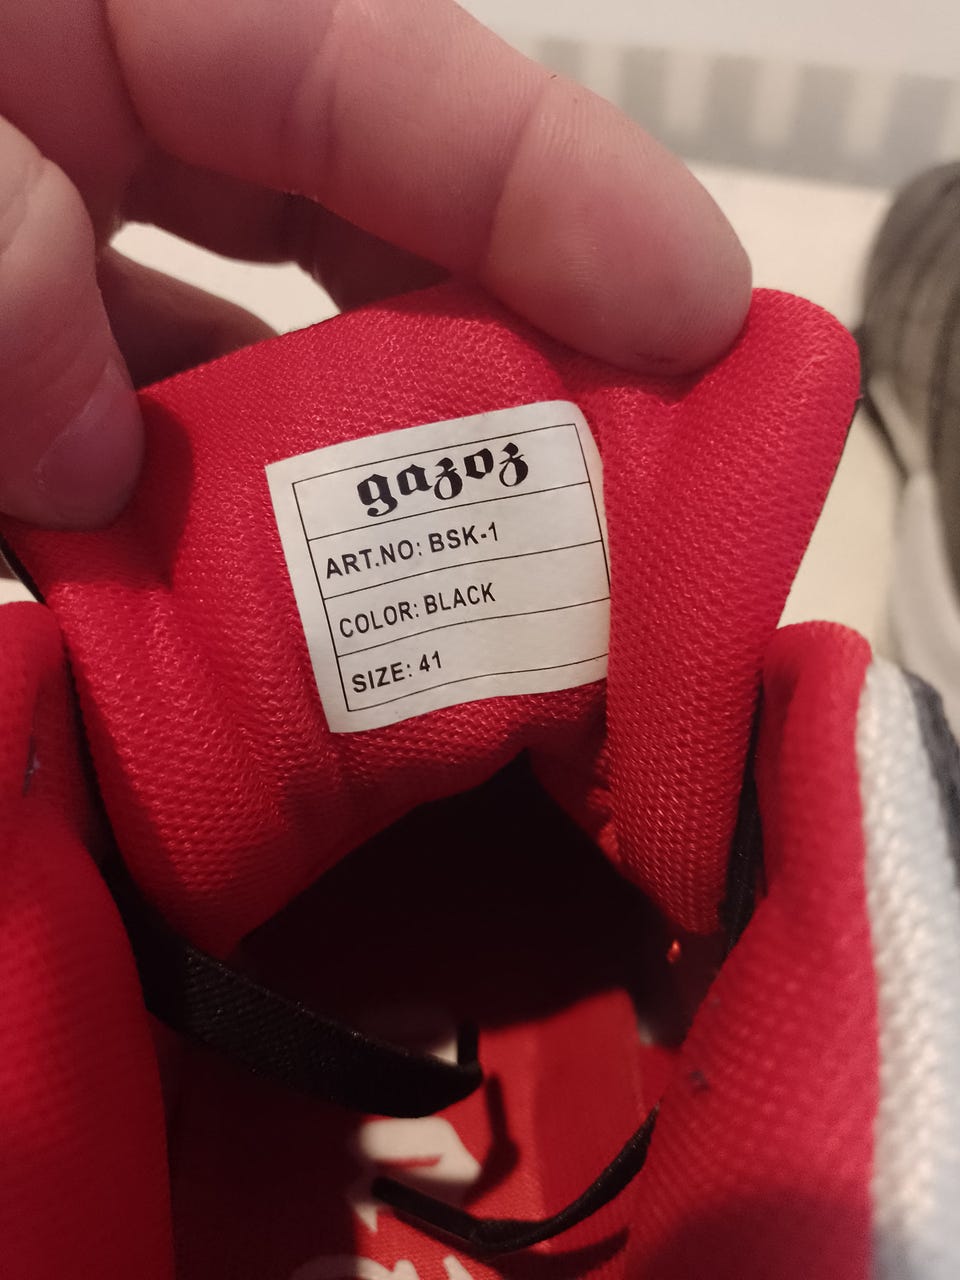 gazoz
ART.NO: BSK-1
COLOR: BLACK
SIZE: 41